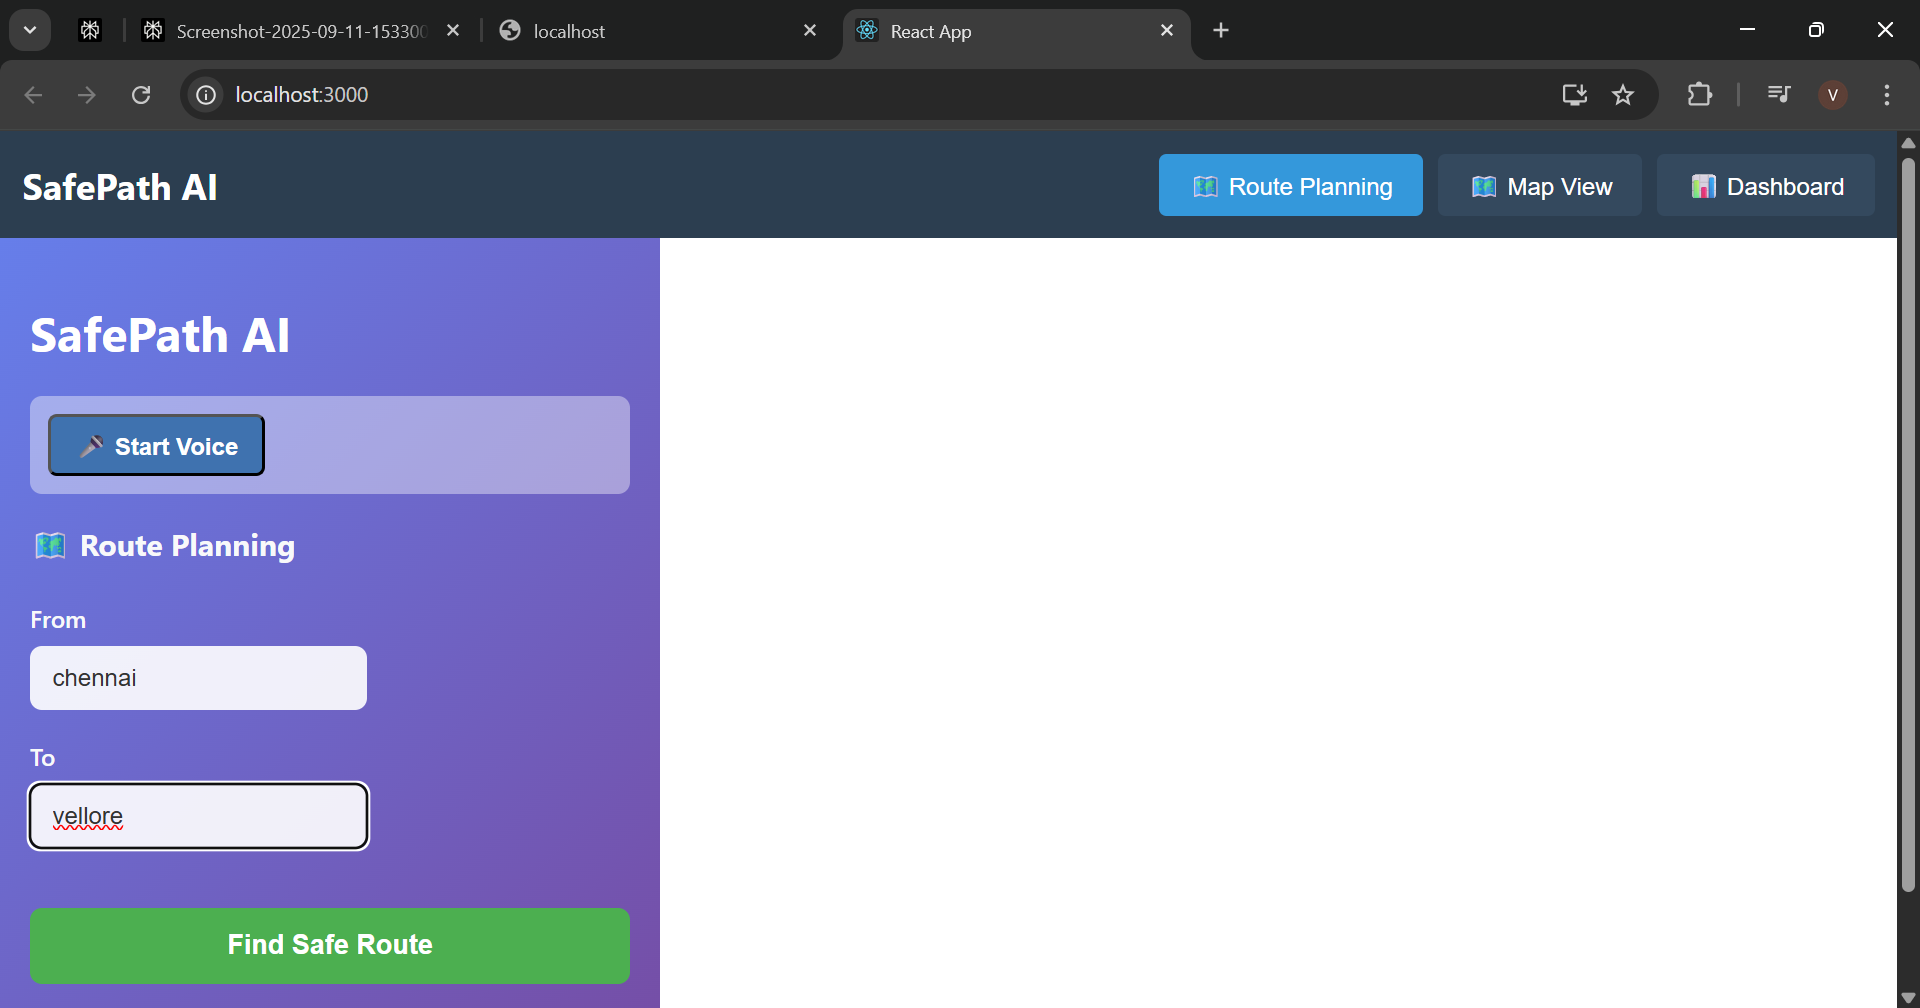 Screenshot-2025-09-11-153300
localhost
React App
localhost:3000
V
SafePath AI
Route Planning
Map View
Dashboard
SafePath AI
Start Voice
Route Planning
From
chennai
To
vellore
Find Safe Route